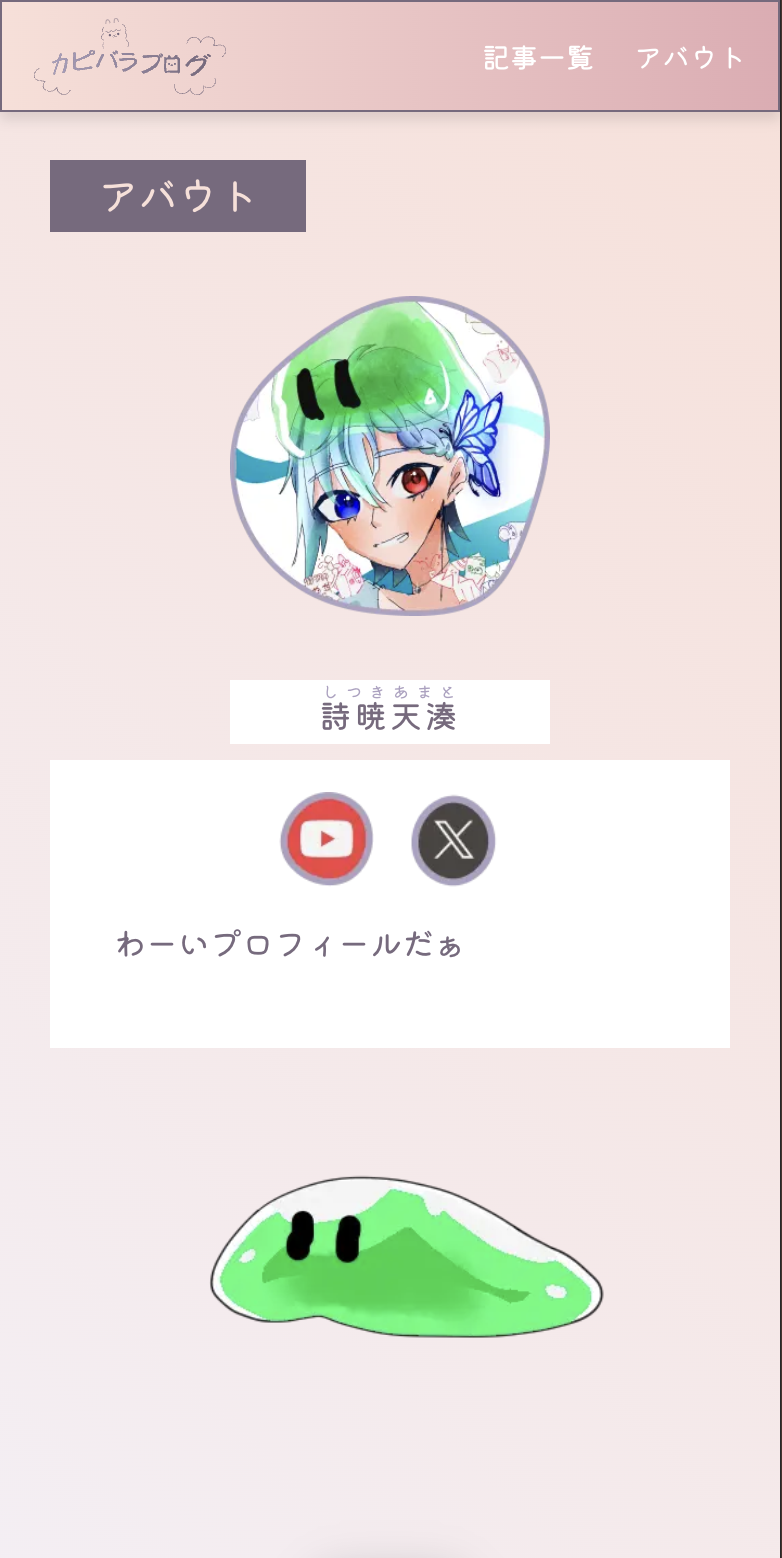 カピバラブログ
記事一覧 アバウト
アバウト
しつきあまと
詩暁天湊
わーいプロフィールだぁ